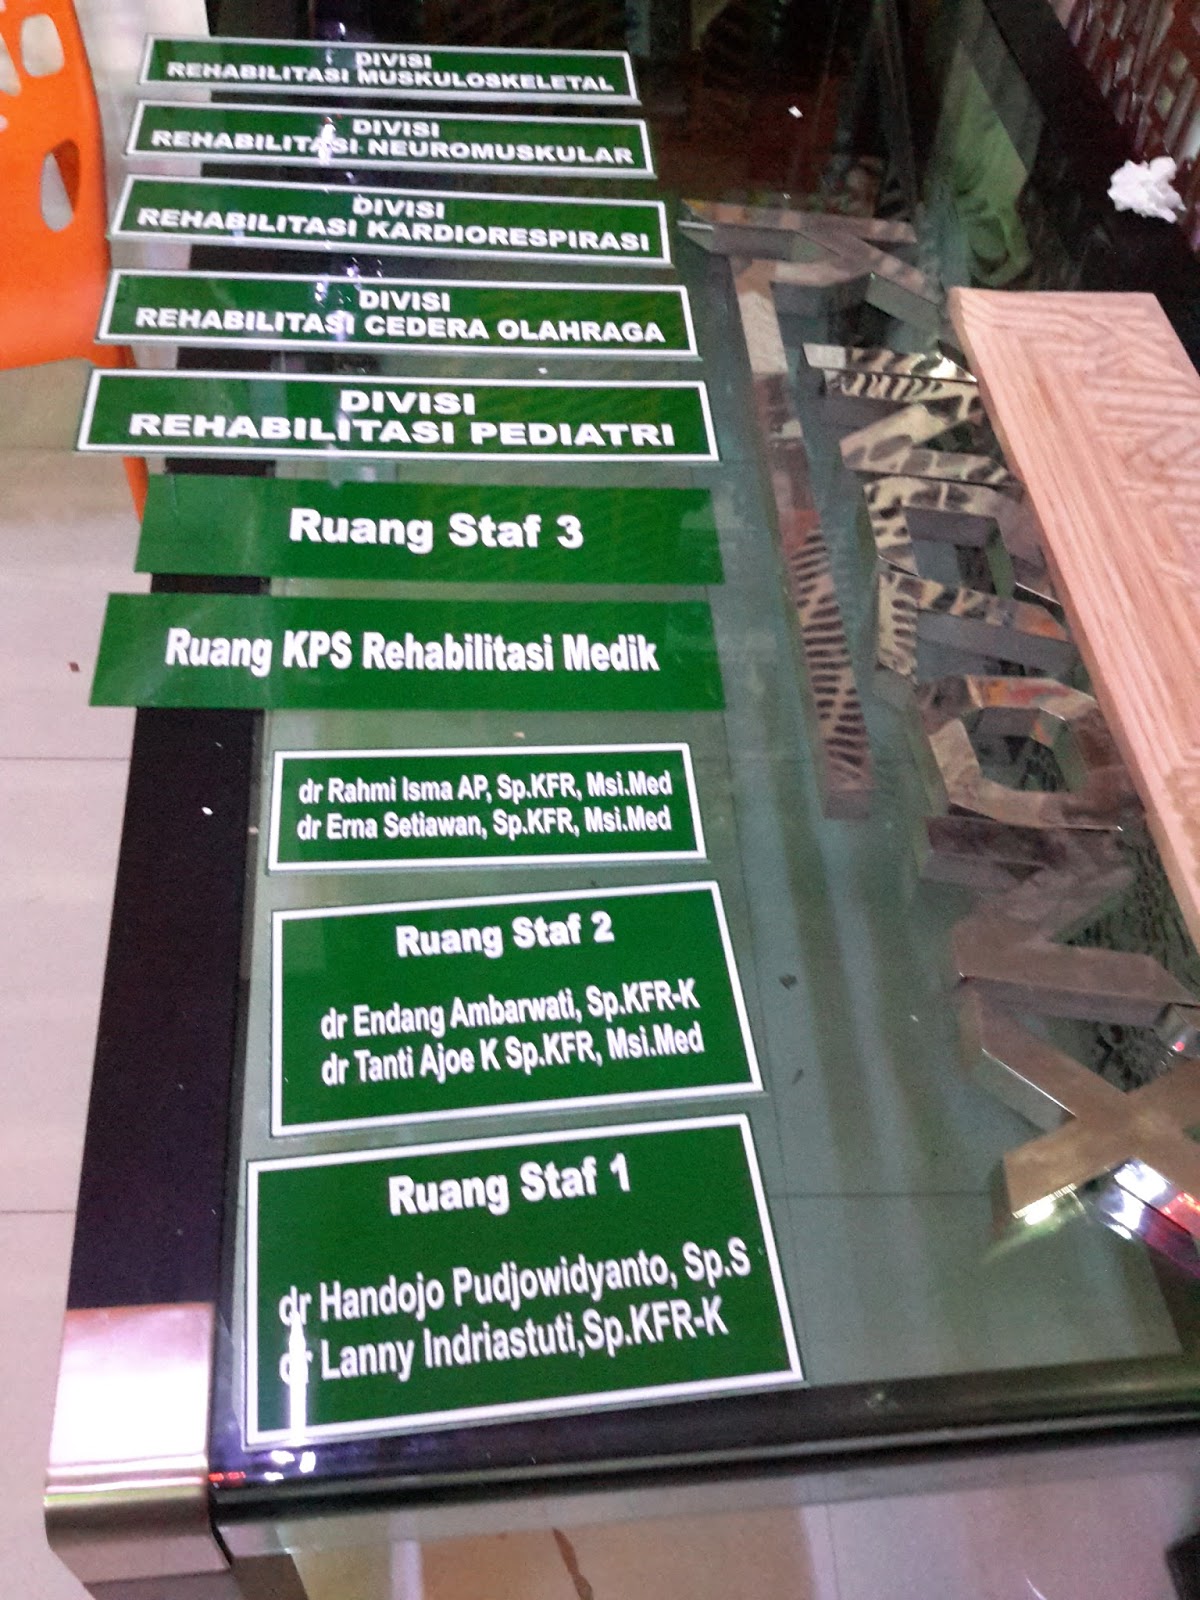 DIVISI
REHABILITASI MUSKULOSKELETAL
DIVISI
REHABILITASI NEUROMUSKULAR
DIVISI
REHABILITASI KARDIORESPIRASI
DIVISI
REHABILITASI CEDERA OLAHRAGA
DIVISI
REHABILITASI PEDIATRI
Ruang Staf 3
Ruang KPS Rehabilitasi Medik
dr Rahmi Isma AP, Sp.KFR, Msi.Med
dr Erna Setiawan, Sp.KFR, Msi.Med
Ruang Staf 2
dr Endang Ambarwati, Sp.KFR-K
dr Tanti Ajoe K Sp.KFR, Msi.Med
Ruang Staf 1
dr Handojo Pudjowidyanto, Sp.S
dr Lanny Indriastuti,Sp.KFR-K